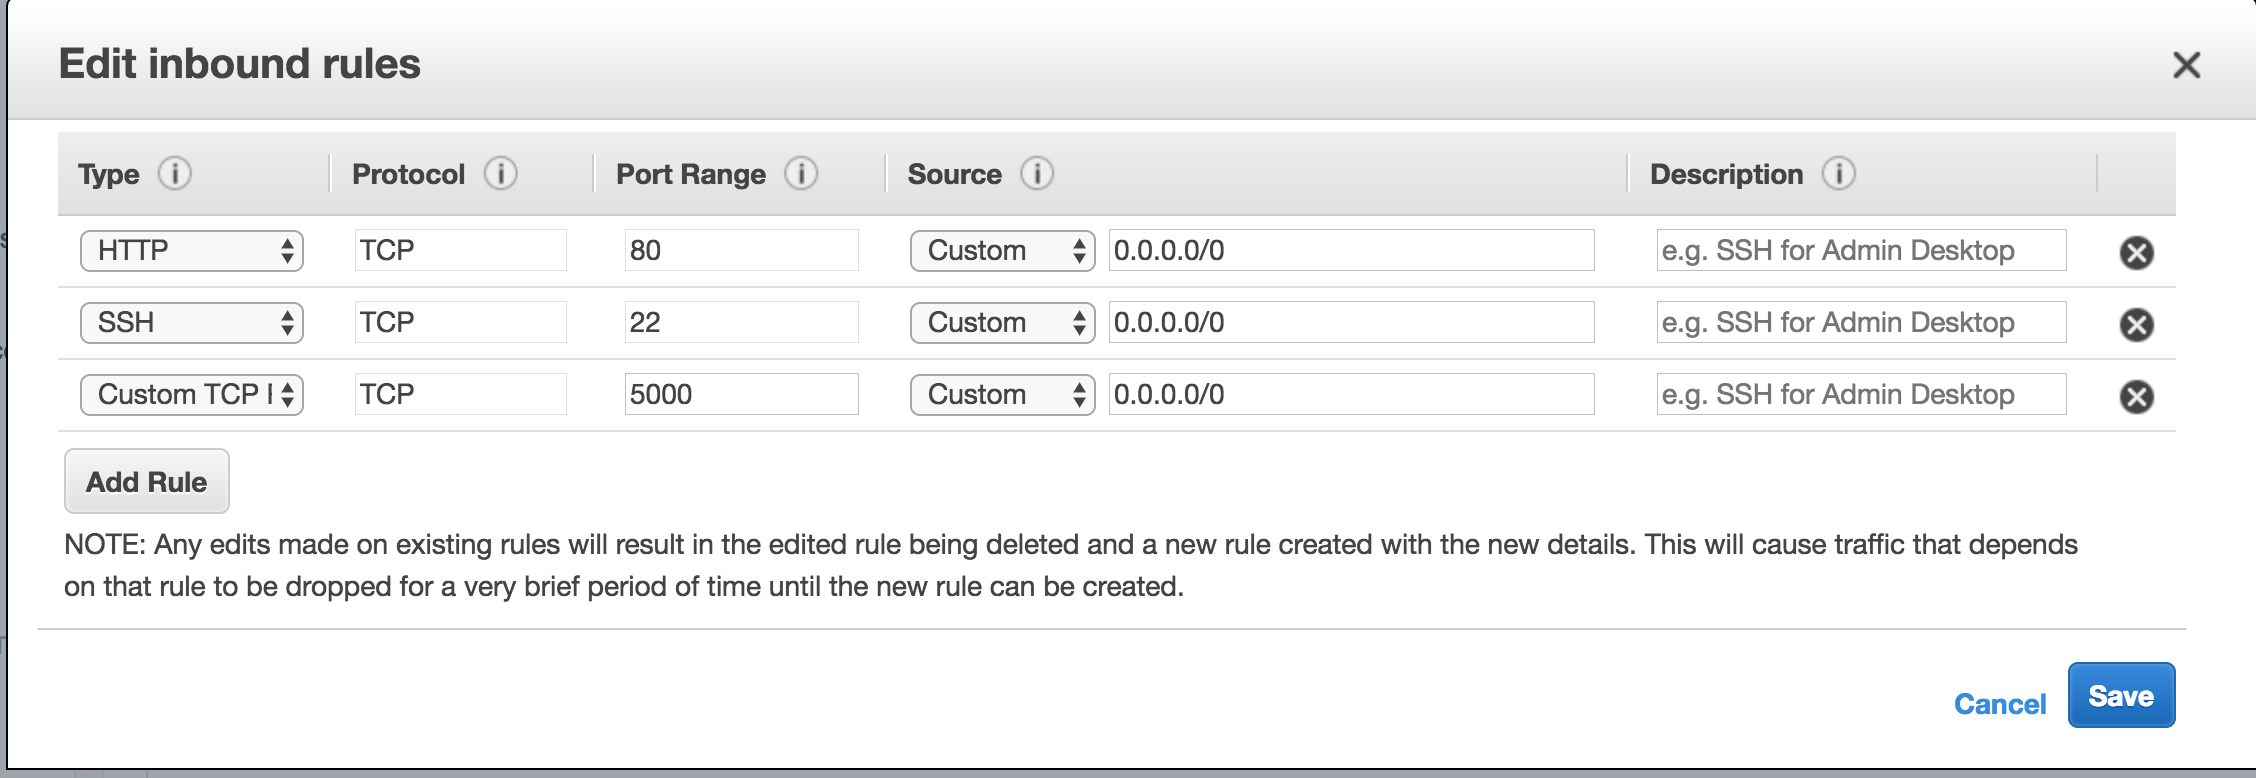 Edit inbound rules
Type Protocol Port Range Source Description
HTTP TCP 80 Custom 0.0.0.0/0 e.g. SSH for Admin Desktop
SSH TCP 22 Custom 0.0.0.0/0 e.g. SSH for Admin Desktop
Custom TCP TCP 5000 Custom 0.0.0.0/0 e.g. SSH for Admin Desktop
Add Rule
NOTE: Any edits made on existing rules will result in the edited rule being deleted and a new rule created with the new details. This will cause traffic that depends
on that rule to be dropped for a very brief period of time until the new rule can be created.
Cancel Save